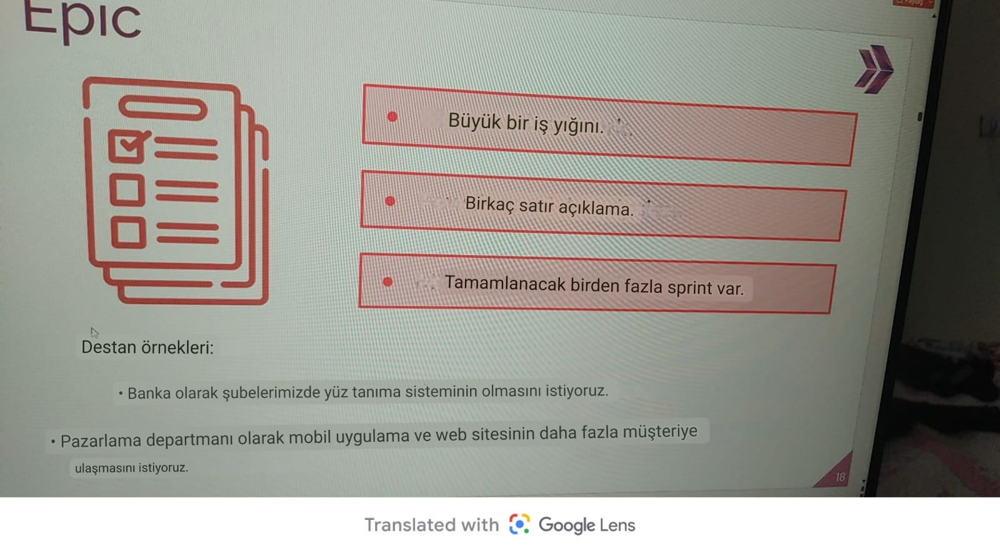 Epic
Paylaş
Büyük bir iş yığını.
Birkaç satır açıklama.
Tamamlanacak birden fazla sprint var.
Destan örnekleri:
• Banka olarak şubelerimizde yüz tanıma sisteminin olmasını istiyoruz.
• Pazarlama departmanı olarak mobil uygulama ve web sitesinin daha fazla müşteriye
ulaşmasını istiyoruz.
18
Translated with Google Lens